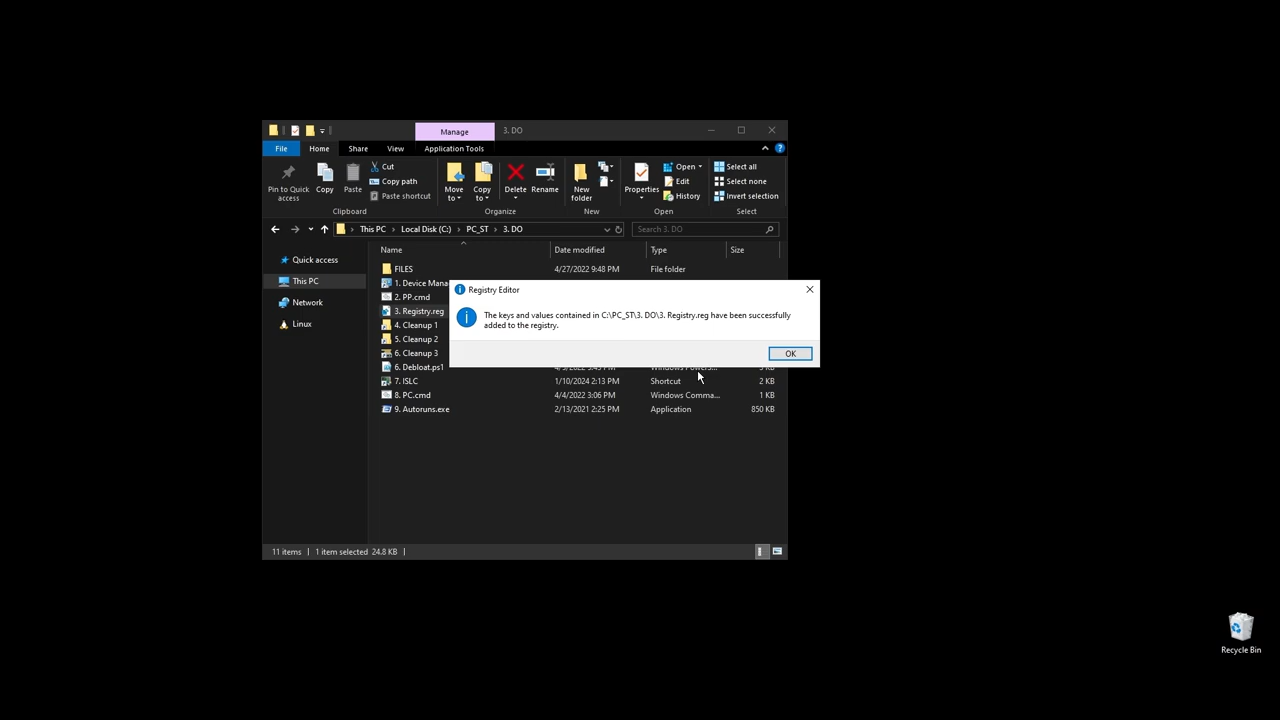 Manage
3. DO
File
Home
Share
View
Application Tools
Pin to Quick
access
Copy
Paste
Cut
Copy path
Paste shortcut
Move
to
Copy
to
Delete
Rename
New
folder
Properties
Open
Edit
History
Select all
Select none
Invert selection
Clipboard
Organize
New
Open
Select
This PC
Local Disk (C:)
PC_ST
3. DO
Search 3. DO
Name
Date modified
Type
Size
Quick access
This PC
Network
Linux
FILES
4/27/2022 9:48 PM
File folder
1. Device Mana
2. PP.cmd
3. Registry.reg
4. Cleanup 1
5. Cleanup 2
6. Cleanup 3
6. Debloat.ps1
7. ISLC
1/10/2024 2:13 PM
Shortcut
2 KB
8. PC.cmd
4/4/2022 3:06 PM
Windows Comma...
1 KB
9. Autoruns.exe
2/13/2021 2:25 PM
Application
850 KB
Registry Editor
The keys and values contained in C:\PC_ST\3. DO\3. Registry.reg have been successfully
added to the registry.
OK
11 items
1 item selected 24.8 KB
Recycle Bin